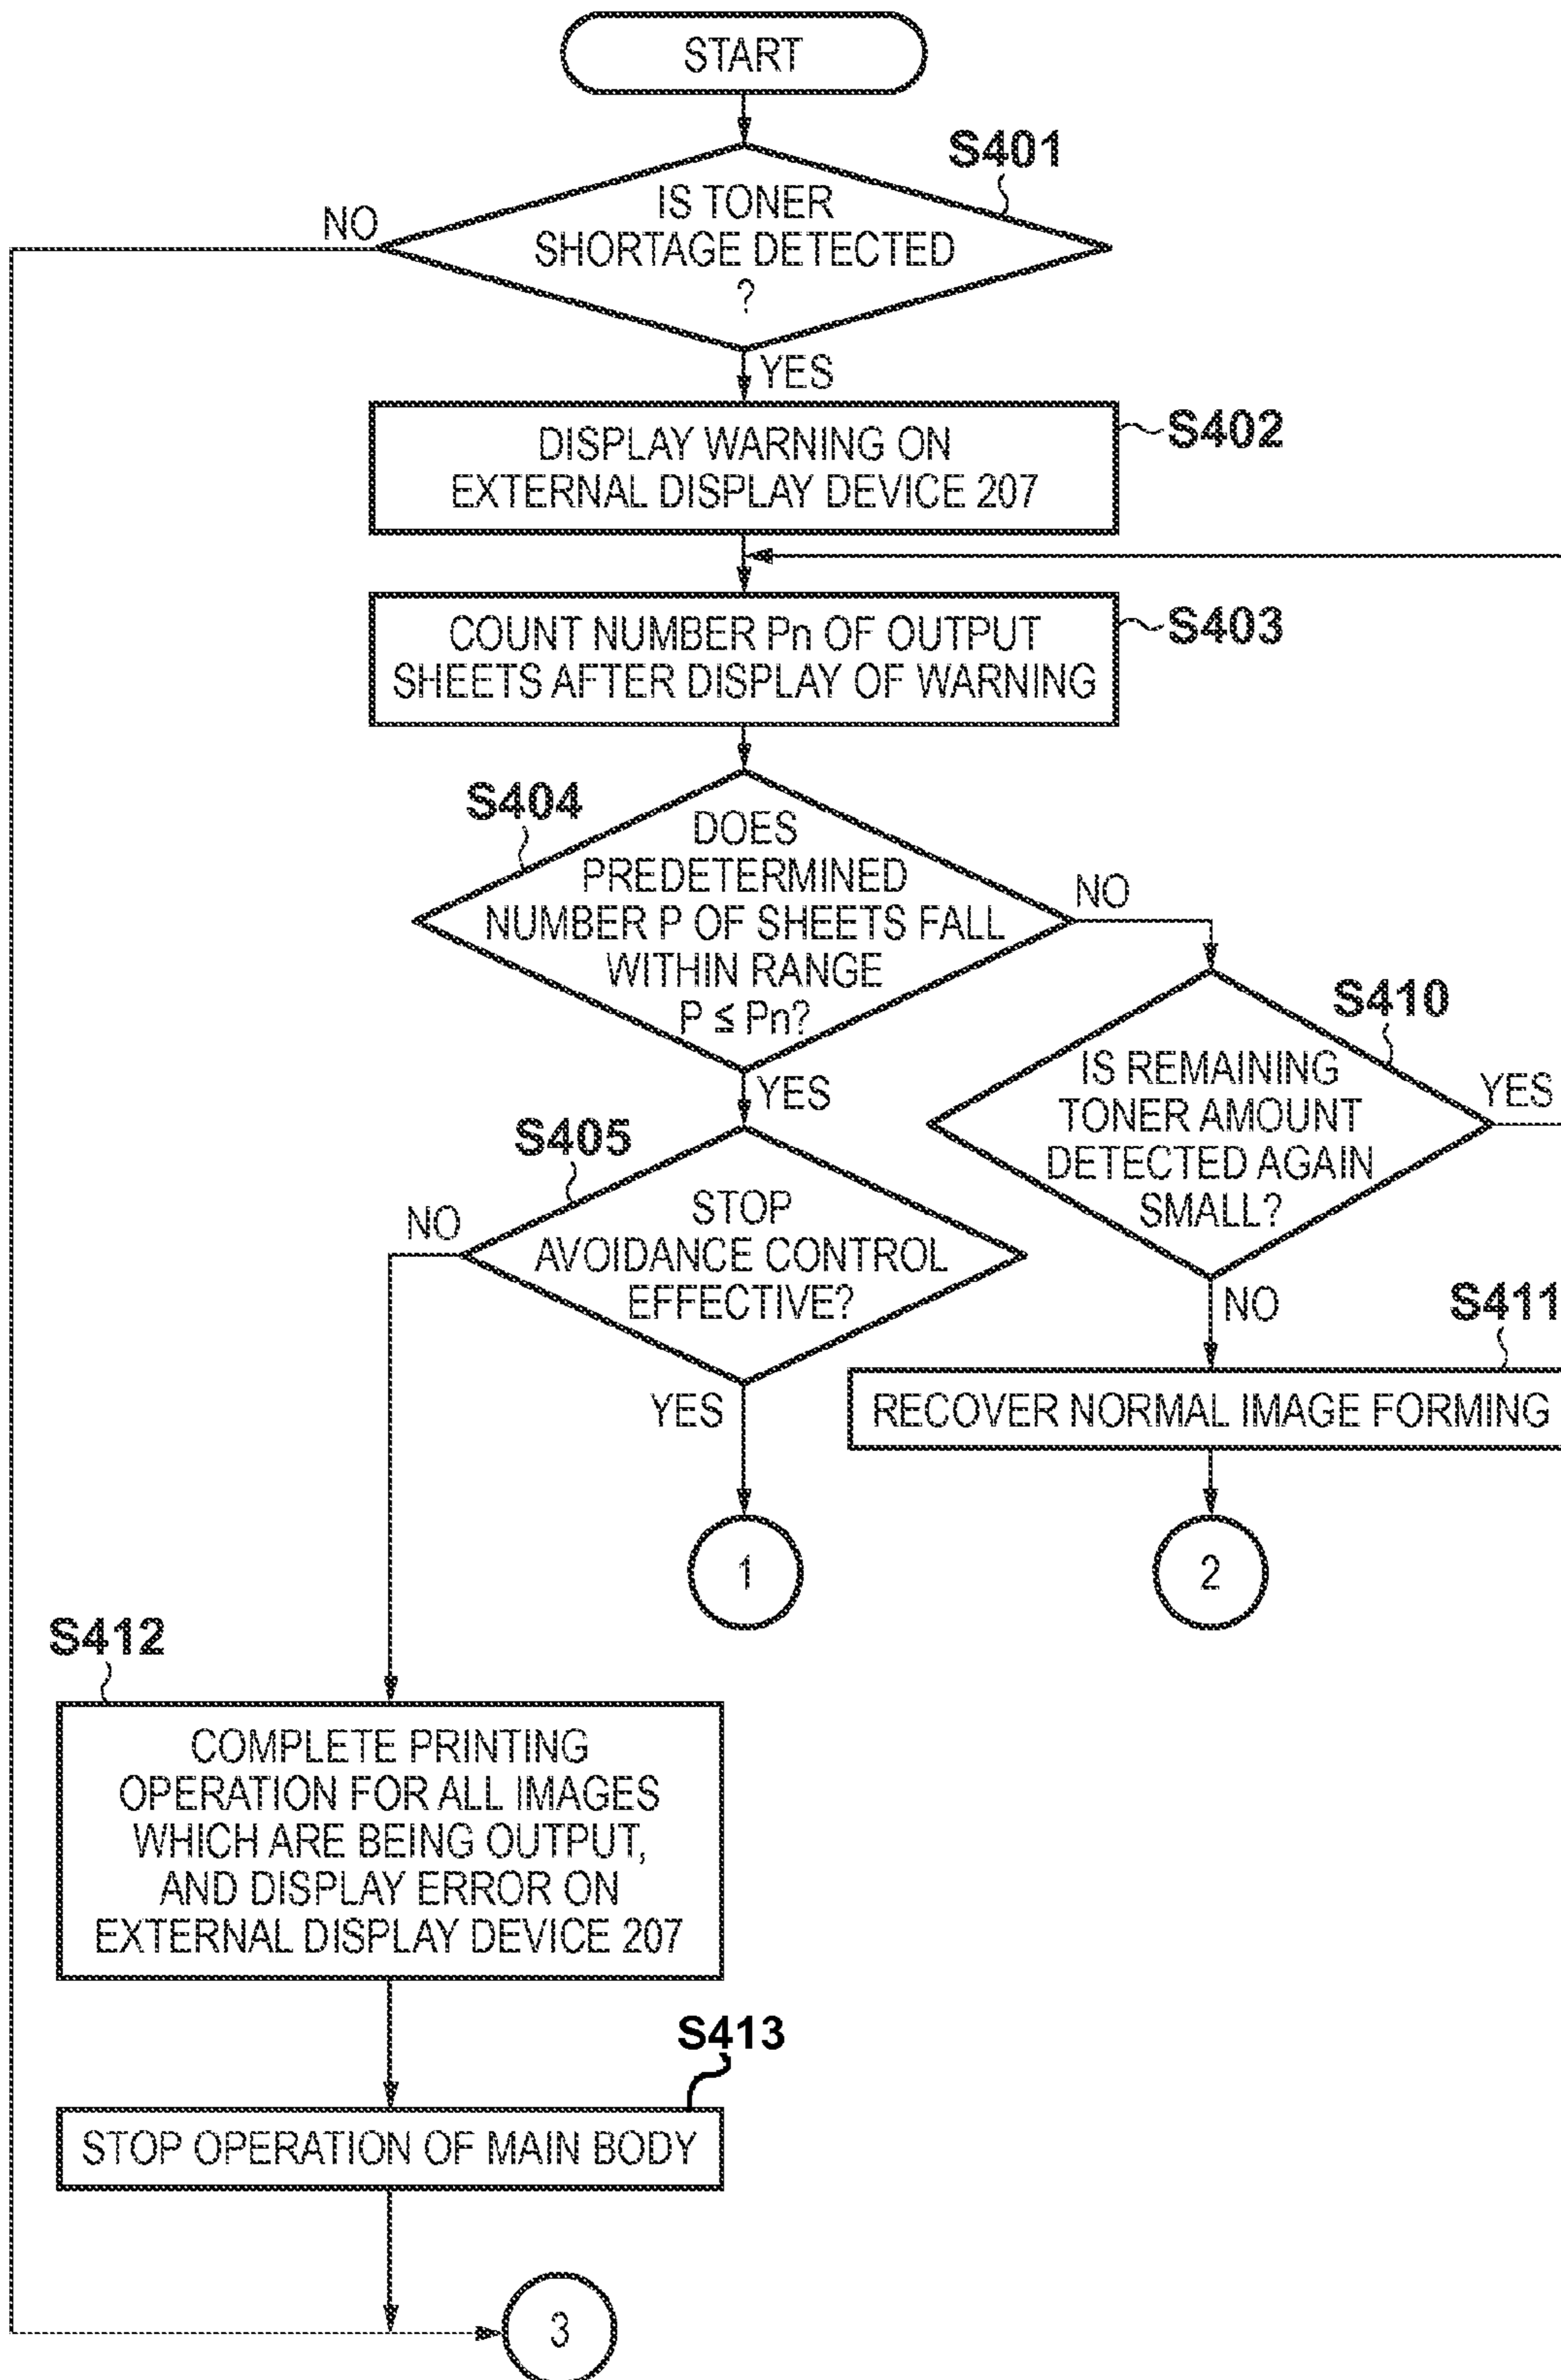 START
S401
NO
IS TONER
SHORTAGE DETECTED
?
YES
DISPLAY WARNING ON
EXTERNAL DISPLAY DEVICE 207
S402
COUNT NUMBER Pn OF OUTPUT
SHEETS AFTER DISPLAY OF WARNING
S403
S404
DOES
PREDETERMINED
NUMBER P OF SHEETS FALL
WITHIN RANGE
P ≤ Pn?
NO
YES
S410
IS REMAINING
TONER AMOUNT
DETECTED AGAIN
SMALL?
YES
NO
S405
STOP
AVOIDANCE CONTROL
EFFECTIVE?
NO
YES
S411
RECOVER NORMAL IMAGE FORMING
1
2
S412
COMPLETE PRINTING
OPERATION FOR ALL IMAGES
WHICH ARE BEING OUTPUT,
AND DISPLAY ERROR ON
EXTERNAL DISPLAY DEVICE 207
S413
STOP OPERATION OF MAIN BODY
3